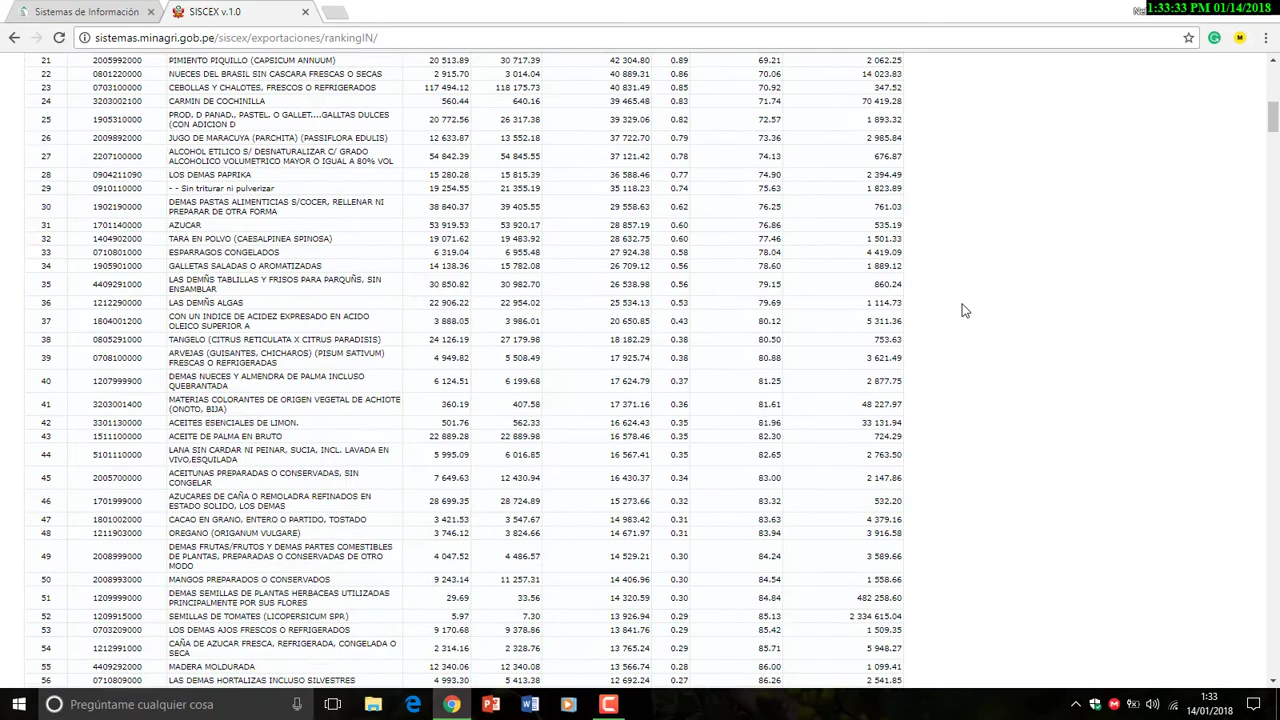 Sistemas de Información
SISCEX v.1.0
1:33:33 PM 01/14/2018
sistemas.minagri.gob.pe/siscex/exportaciones/rankingIN/
21 2005992000 PIMIENTO PIQUILLO (CAPSICUM ANNUUM) 20 513.89 30 717.39 42 304.80 0.89 69.21 2 062.25
22 0801220000 NUECES DEL BRASIL SIN CASCARA FRESCAS O SECAS 2 915.70 3 014.04 40 889.31 0.86 70.06 14 023.83
23 0703100000 CEBOLLAS Y CHALOTES, FRESCOS O REFRIGERADOS 117 494.12 118 175.73 40 831.49 0.85 70.92 347.52
24 3203002100 CARMIN DE COCHINILLA 560.44 640.16 39 465.48 0.83 71.74 70 419.28
25 1905310000 PROD. D PANAD., PASTEL. O GALLET....GALLTAS DULCES 20 772.56 26 317.38 39 329.06 0.82 72.57 1 893.32
(CON ADICION D
26 2009892000 JUGO DE MARACUYA (PARCHITA) (PASSIFLORA EDULIS) 12 633.87 13 552.18 37 722.70 0.79 73.36 2 985.84
27 2207100000 ALCOHOL ETILICO S/ DESNATURALIZAR C/ GRADO 54 842.39 54 845.55 37 121.42 0.78 74.13 676.87
ALCOHOLICO VOLUMETRICO MAYOR O IGUAL A 80% VOL
28 0904211090 LOS DEMAS PAPRIKA 15 280.28 15 815.39 36 588.46 0.77 74.90 2 394.49
29 0910110000 - - Sin triturar ni pulverizar 19 254.55 21 355.19 35 118.23 0.74 75.63 1 823.89
30 1902190000 DEMAS PASTAS ALIMENTICIAS S/COCER, RELLENAR NI 38 840.37 39 405.55 29 558.63 0.62 76.25 761.03
PREPARAR DE OTRA FORMA
31 1701140000 AZUCAR 53 919.53 53 920.17 28 857.19 0.60 76.86 535.19
32 1404902000 TARA EN POLVO (CAESALPINEA SPINOSA) 19 071.62 19 483.92 28 632.75 0.60 77.46 1 501.33
33 0710801000 ESPARRAGOS CONGELADOS 6 319.04 6 955.48 27 924.38 0.58 78.04 4 419.09
34 1905901000 GALLETAS SALADAS O AROMATIZADAS 14 138.36 15 782.08 26 709.12 0.56 78.60 1 889.12
35 4409291000 LAS DEMÑS TABLILLAS Y FRISOS PARA PARQUÑS, SIN 30 850.82 30 982.70 26 538.98 0.56 79.15 860.24
ENSAMBLAR
36 1212290000 LAS DEMÑS ALGAS 22 906.22 22 954.02 25 534.13 0.53 79.69 1 114.73
37 1804001200 CON UN INDICE DE ACIDEZ EXPRESADO EN ACIDO 3 888.05 3 986.01 20 650.85 0.43 80.12 5 311.36
OLEICO SUPERIOR A
38 0805291000 TANGELO (CITRUS RETICULATA X CITRUS PARADISIS) 24 126.19 27 179.98 18 182.29 0.38 80.50 753.63
39 0708100000 ARVEJAS (GUISANTES, CHICHAROS) (PISUM SATIVUM) 4 949.82 5 508.49 17 925.74 0.38 80.88 3 621.49
FRESCAS O REFRIGERADAS
40 1207999900 DEMAS NUECES Y ALMENDRA DE PALMA INCLUSO 6 124.51 6 199.68 17 624.79 0.37 81.25 2 877.75
QUEBRANTADA
41 3203001400 MATERIAS COLORANTES DE ORIGEN VEGETAL DE ACHIOTE 360.19 407.58 17 371.16 0.36 81.61 48 227.97
(ONOTO, BIJA)
42 3301130000 ACEITES ESENCIALES DE LIMON. 501.76 562.33 16 624.43 0.35 81.96 33 131.94
43 1511100000 ACEITE DE PALMA EN BRUTO 22 889.28 22 889.98 16 578.46 0.35 82.30 724.29
44 5101110000 LANA SIN CARDAR NI PEINAR, SUCIA, INCL. LAVADA EN 5 995.09 6 016.85 16 567.41 0.35 82.65 2 763.50
VIVO.ESQUILADA
45 2005700000 ACEITUNAS PREPARADAS O CONSERVADAS, SIN 7 649.63 12 430.94 16 430.37 0.34 83.00 2 147.86
CONGELAR
46 1701999000 AZUCARES DE CAÑA O REMOLADRA REFINADOS EN 28 699.35 28 724.89 15 273.66 0.32 83.32 532.20
ESTADO SOLIDO, LOS DEMAS
47 1801002000 CACAO EN GRANO, ENTERO O PARTIDO, TOSTADO 3 421.53 3 547.67 14 983.42 0.31 83.63 4 379.16
48 1211903000 OREGANO (ORIGANUM VULGARE) 3 746.12 3 824.66 14 671.97 0.31 83.94 3 916.58
49 2008999000 DEMAS FRUTAS/FRUTOS Y DEMAS PARTES COMESTIBLES 4 047.52 4 486.57 14 529.21 0.30 84.24 3 589.66
DE PLANTAS, PREPARADAS O CONSERVADAS DE OTRO
MODO
50 2008993000 MANGOS PREPARADOS O CONSERVADOS 9 243.14 11 257.31 14 406.96 0.30 84.54 1 558.66
51 1209999000 DEMAS SEMILLAS DE PLANTAS HERBACEAS UTILIZADAS 29.69 33.56 14 320.59 0.30 84.84 482 258.60
PRINCIPALMENTE POR SUS FLORES
52 1209915000 SEMILLAS DE TOMATES (LICOPERSICUM SPP.) 5.97 7.30 13 926.94 0.29 85.13 2 334 615.04
53 0703209000 LOS DEMAS AJOS FRESCOS O REFRIGERADOS 9 170.68 9 378.86 13 841.76 0.29 85.42 1 509.35
54 1212991000 CAÑA DE AZUCAR FRESCA, REFRIGERADA, CONGELADA O 2 314.16 2 328.76 13 765.24 0.29 85.71 5 948.27
SECA
55 4409292000 MADERA MOLDURADA 12 340.06 12 340.08 13 566.74 0.28 86.00 1 099.41
56 0710809000 LAS DEMAS HORTALIZAS INCLUSO SILVESTRES 4 993.30 5 413.38 12 692.24 0.27 86.26 2 541.85
Pregúntame cualquier cosa
1:33
14/01/2018